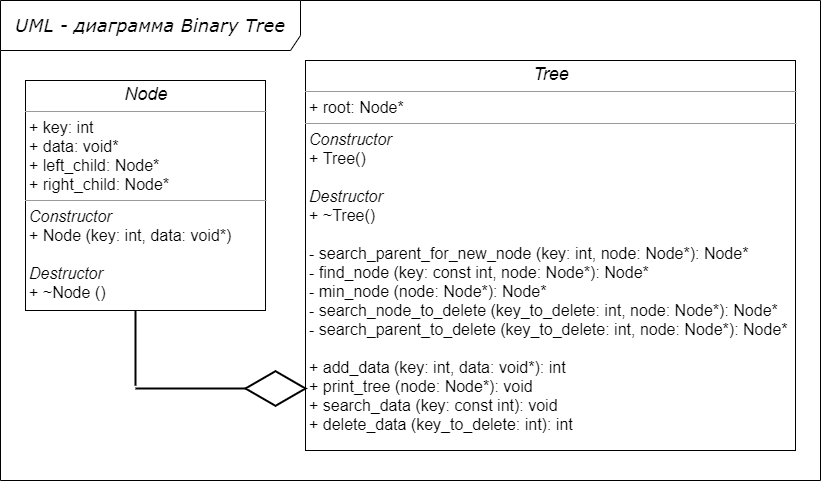 UML - диаграмма Binary Tree
Node
+ key: int
+ data: void*
+ left_child: Node*
+ right_child: Node*
Constructor
+ Node (key: int, data: void*)
Destructor
+ ~Node ()
Tree
+ root: Node*
Constructor
+ Tree()
Destructor
+ ~Tree()
- search_parent_for_new_node (key: int, node: Node*): Node*
- find_node (key: const int, node: Node*): Node*
- min_node (node: Node*): Node*
- search_node_to_delete (key_to_delete: int, node: Node*): Node*
- search_parent_to_delete (key_to_delete: int, node: Node*): Node*
+ add_data (key: int, data: void*): int
+ print_tree (node: Node*): void
+ search_data (key: const int): void
+ delete_data (key_to_delete: int): int